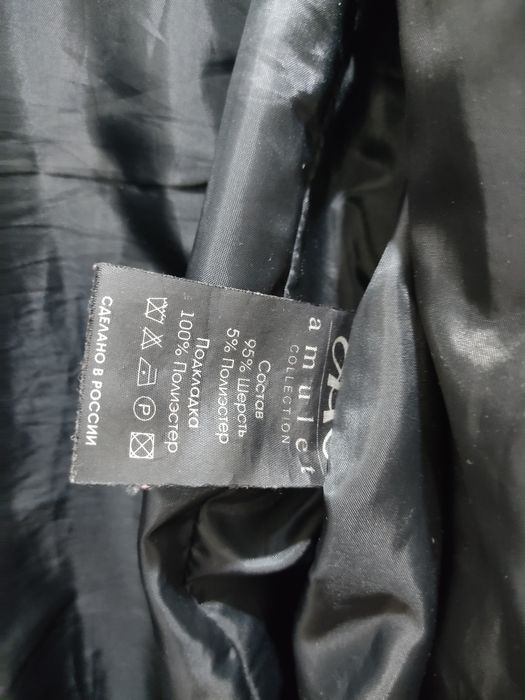 amulet
COLLECTION
Состав
95% Шерсть
5% Полиэстер
Подкладка
100% Полиэстер
P
СДЕЛАНО В РОССИИ